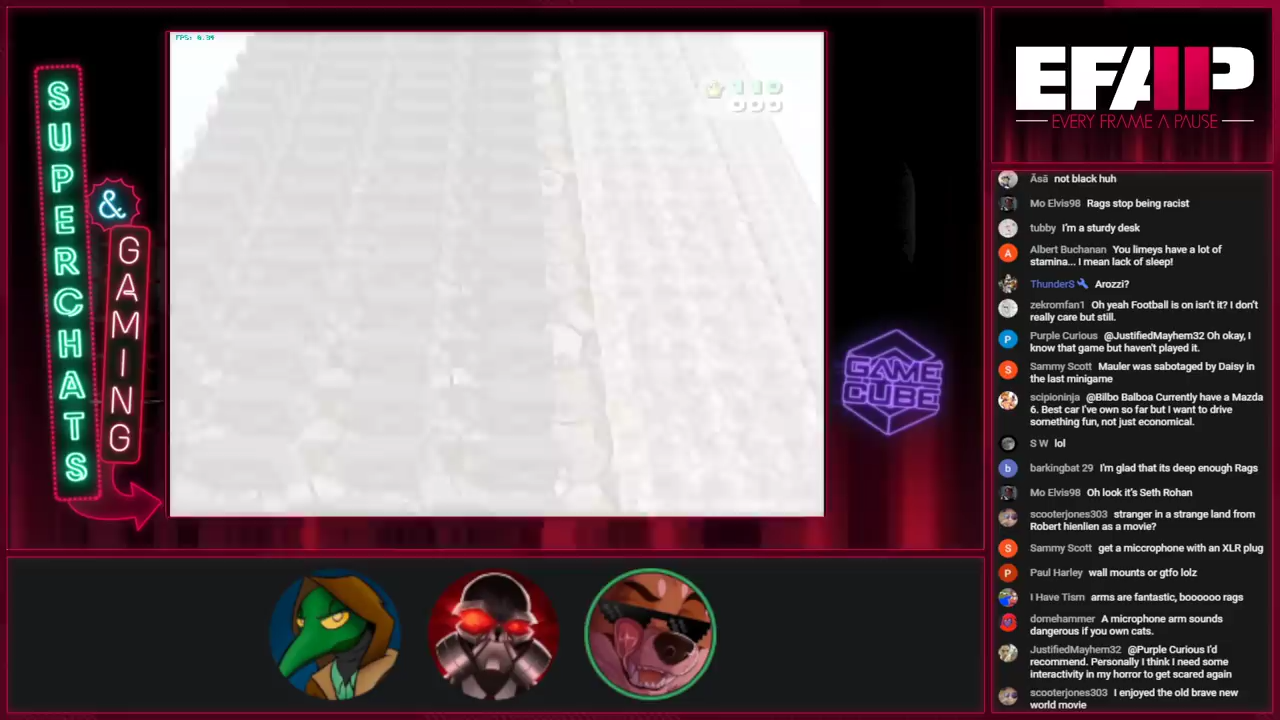 FPS: 0.39
SUPERCHATS
&
GAMING
GAME
CUBE
EFAP
EVERY FRAME A PAUSE
Āsā not black huh
Mo Elvis98 Rags stop being racist
tubby I'm a sturdy desk
Albert Buchanan You limeys have a lot of
stamina... I mean lack of sleep!
ThunderS Arozzi?
zekromfan1 Oh yeah Football is on isn't it? I don't
really care but still.
Purple Curious @JustifiedMayhem32 Oh okay, I
know that game but haven't played it.
Sammy Scott Mauler was sabotaged by Daisy in
the last minigame
scipioninja @Bilbo Balboa Currently have a Mazda
6. Best car I've own so far but I want to drive
something fun, not just economical.
S W lol
barkingbat 29 I'm glad that its deep enough Rags
Mo Elvis98 Oh look it's Seth Rohan
scooterjones303 stranger in a strange land from
Robert hienlien as a movie?
Sammy Scott get a miccrophone with an XLR plug
Paul Harley wall mounts or gtfo lolz
I Have Tism arms are fantastic, boooooo rags
domehammer A microphone arm sounds
dangerous if you own cats.
JustifiedMayhem32 @Purple Curious I'd
recommend. Personally I think I need some
interactivity in my horror to get scared again
scooterjones303 I enjoyed the old brave new
world movie